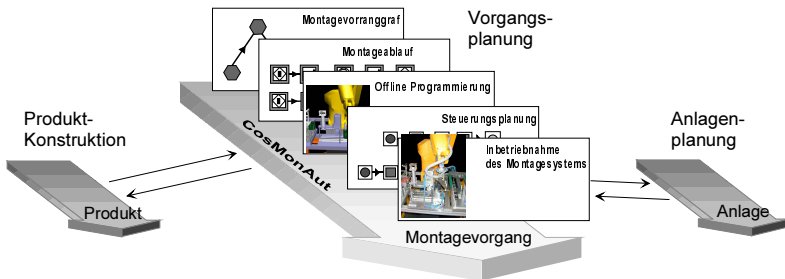 Montagevorranggraf
Vorgangs-
planung
Montageablauf
Offline Programmierung
Steuerungsplanung
Inbetriebnahme
des Montagesystems
Produkt-
Konstruktion
Anlagen-
planung
CosMonAut
Produkt
Anlage
Montagevorgang